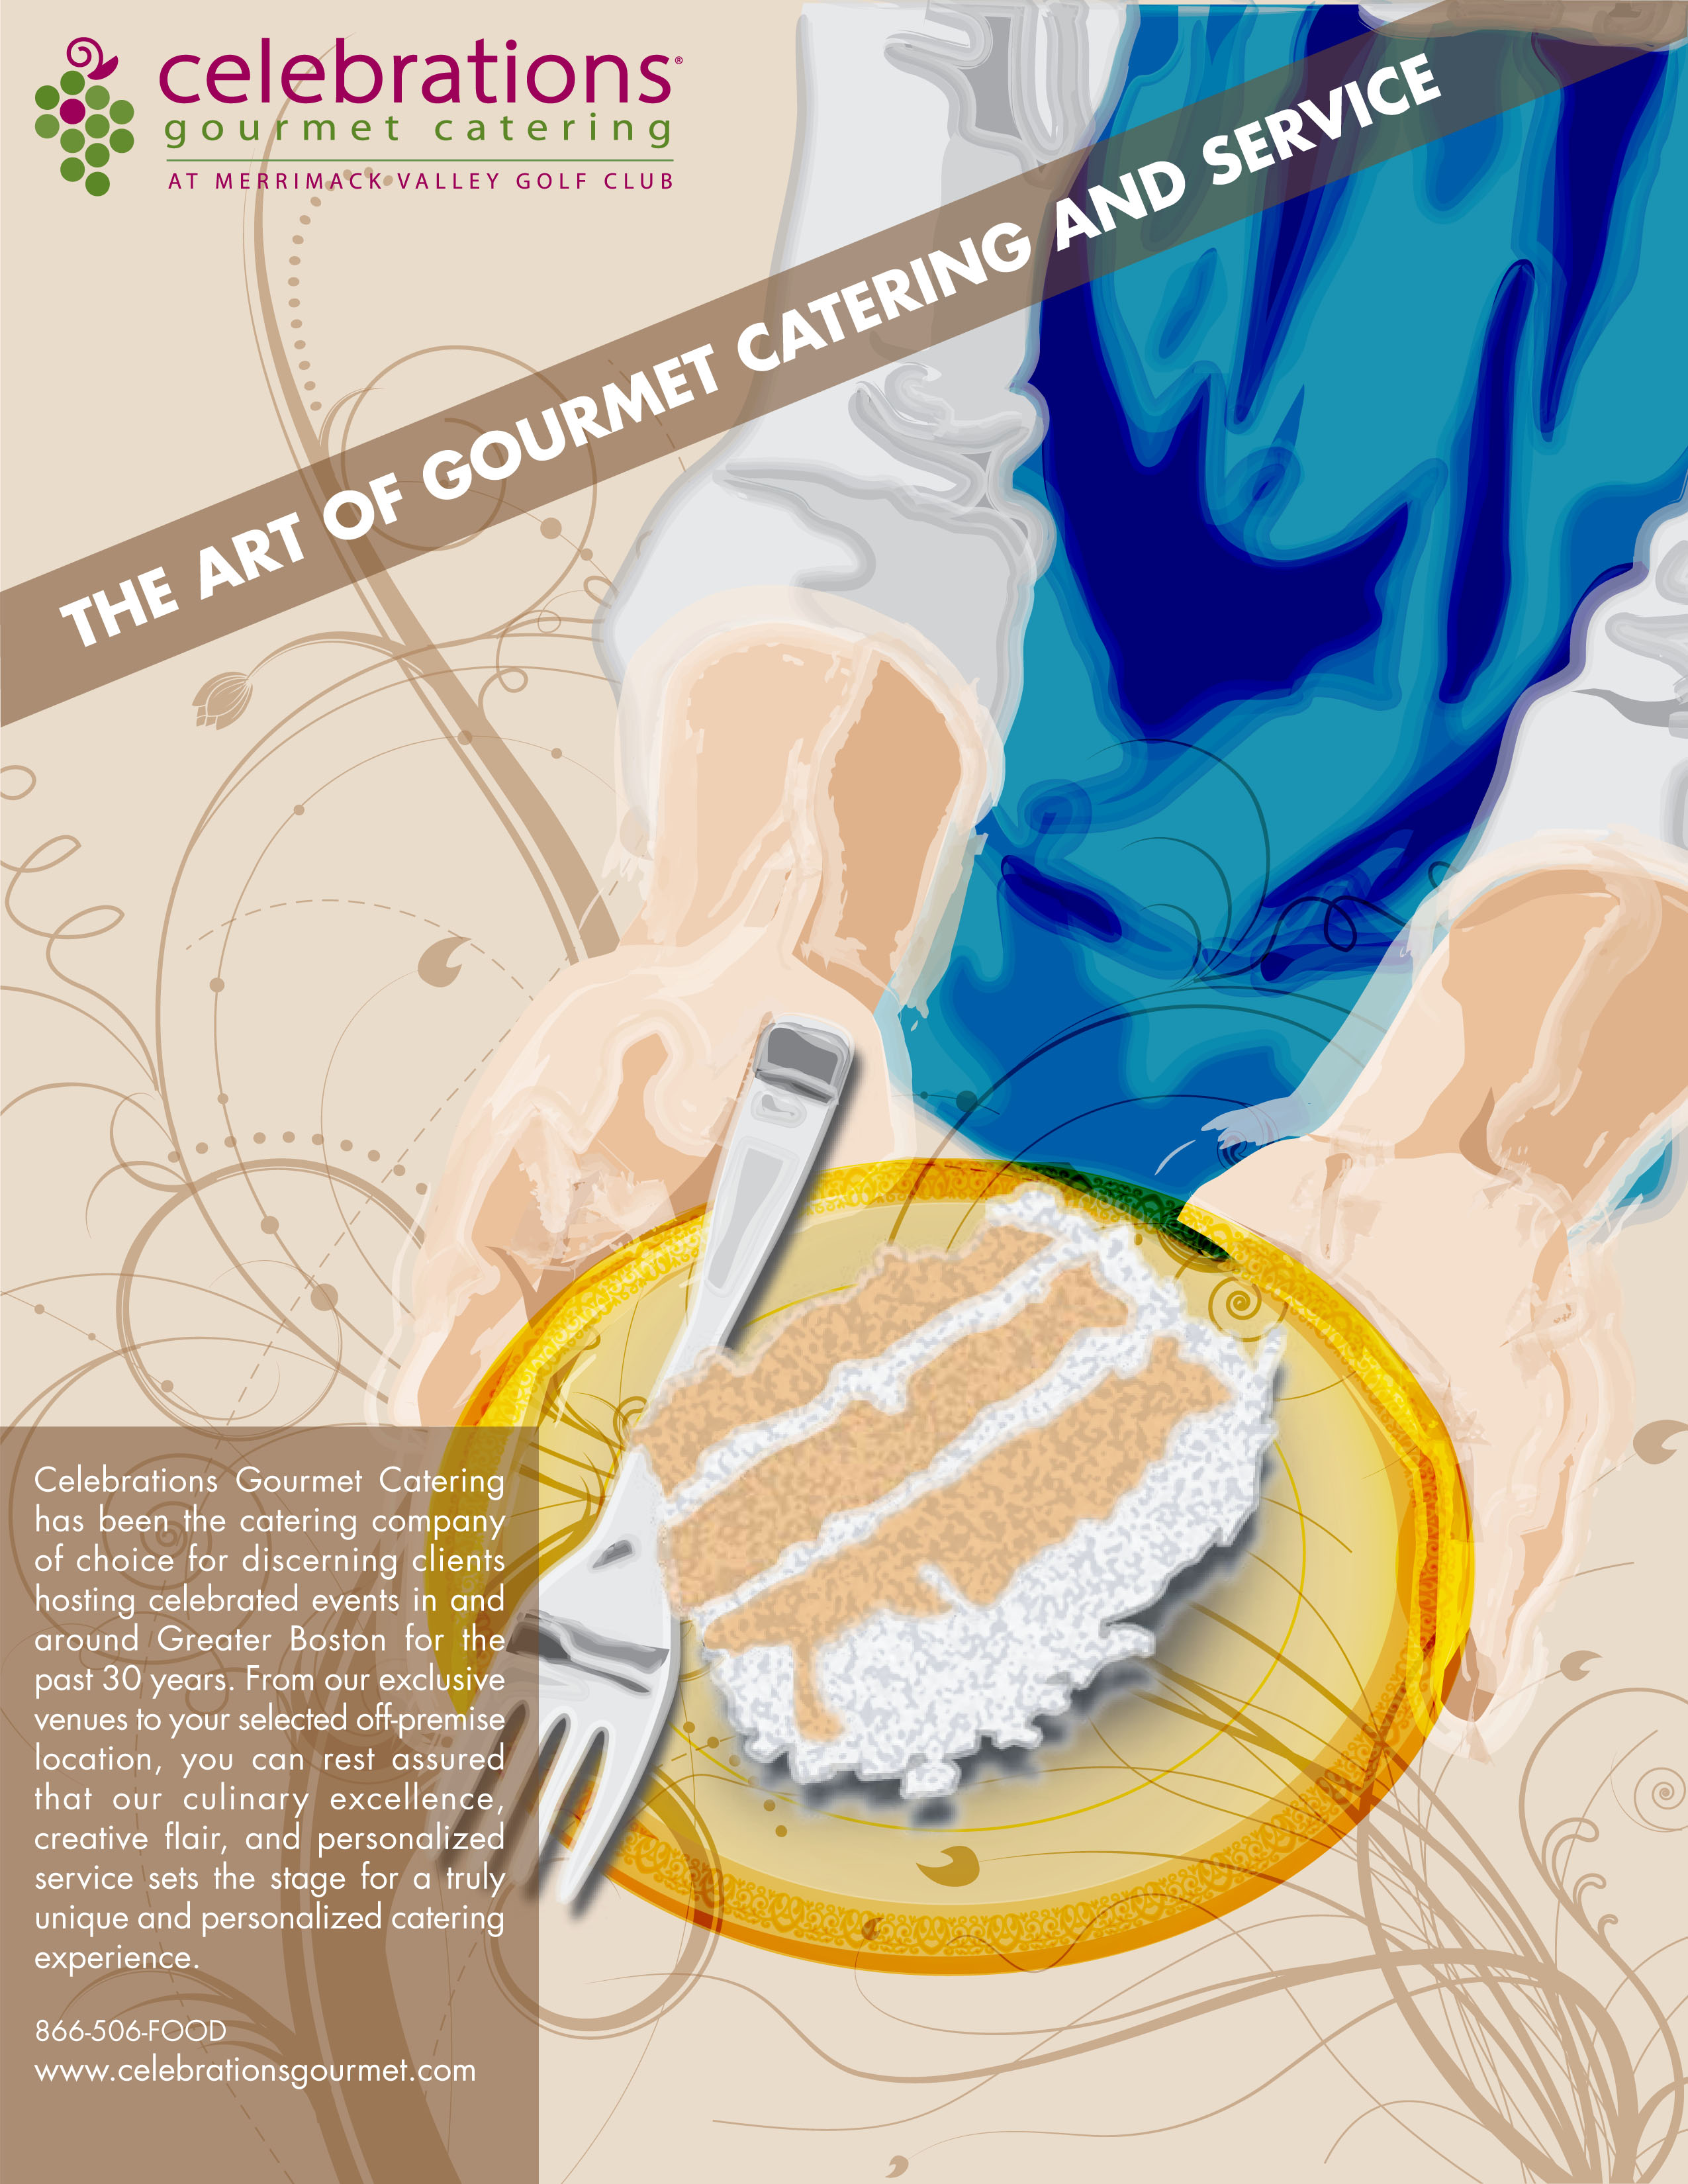 celebrations®
gourmet catering
AT MERRIMACK VALLEY GOLF CLUB
THE ART OF GOURMET CATERING AND SERVICE
Celebrations Gourmet Catering
has been the catering company
of choice for discerning clients
hosting celebrated events in and
around Greater Boston for the
past 30 years. From our exclusive
venues to your selected off-premise
location, you can rest assured
that our culinary excellence,
creative flair, and personalized
service sets the stage for a truly
unique and personalized catering
experience.
866-506-FOOD
www.celebrationsgourmet.com